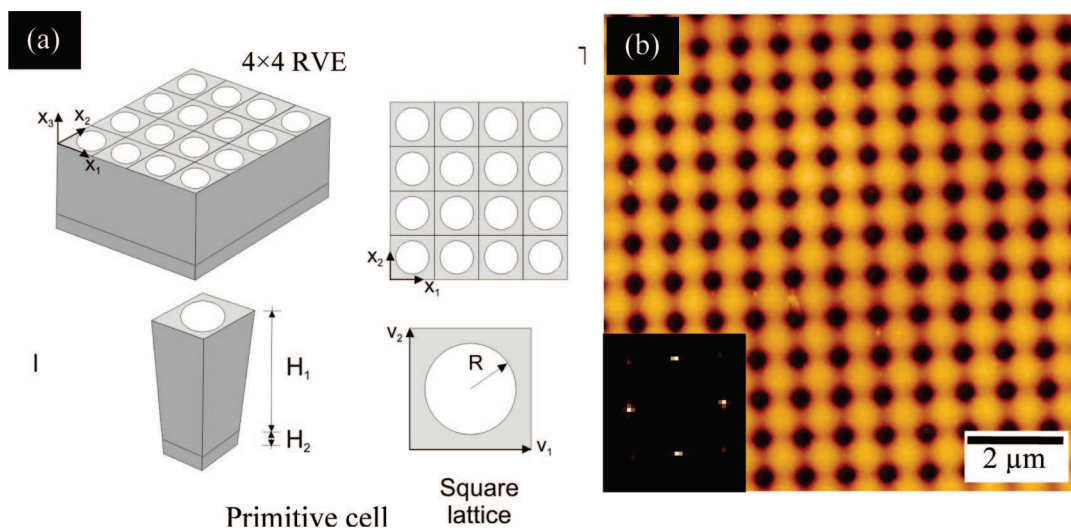 (a)
4×4 RVE
X₃
X₂
X₁
X₂
X₁
H₁
H₂
Primitive cell
V₂
R
V₁
Square
lattice
(b)
2 µm